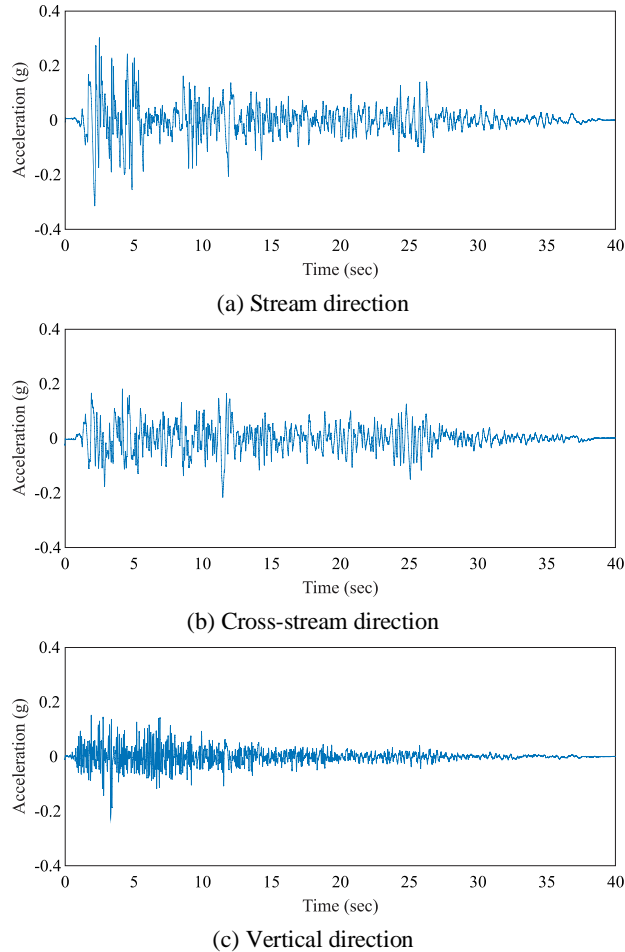 0.4
0.2
0
-0.2
-0.4
Acceleration (g)
0 5 10 15 20 25 30 35 40
Time (sec)
(a) Stream direction
0.4
0.2
0
-0.2
-0.4
Acceleration (g)
0 5 10 15 20 25 30 35 40
Time (sec)
(b) Cross-stream direction
0.4
0.2
0
-0.2
-0.4
Acceleration (g)
0 5 10 15 20 25 30 35 40
Time (sec)
(c) Vertical direction